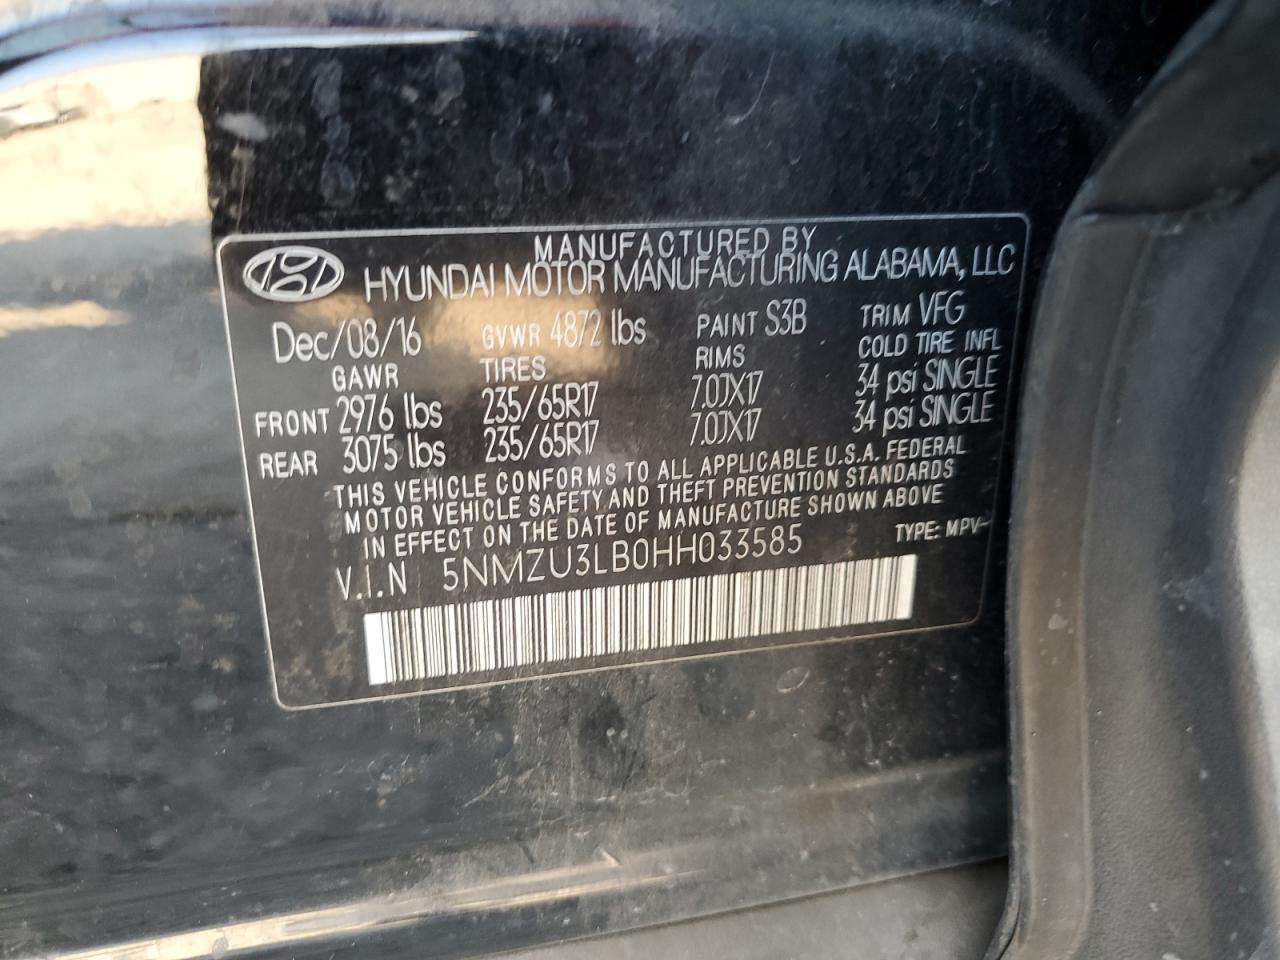 MANUFACTURED BY
HYUNDAI MOTOR MANUFACTURING ALABAMA, LLC
Dec/08/16 GVWR 4872 lbs PAINT S3B TRIM VFG
GAWR TIRES RIMS COLD TIRE INFL
FRONT 2976 lbs 235/65R17 7.0JX17 34 psi SINGLE
REAR 3075 lbs 235/65R17 7.0JX17 34 psi SINGLE
THIS VEHICLE CONFORMS TO ALL APPLICABLE U.S.A. FEDERAL
MOTOR VEHICLE SAFETY AND THEFT PREVENTION STANDARDS
IN EFFECT ON THE DATE OF MANUFACTURE SHOWN ABOVE
V.I.N 5NMZU3LB0HH033585 TYPE: MPV